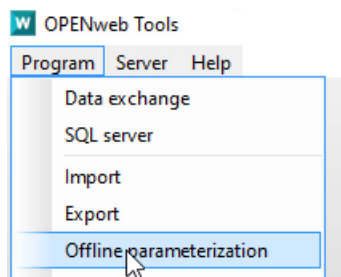 W OPENweb Tools
Program Server Help
Data exchange
SQL server
Import
Export
Offline parameterization